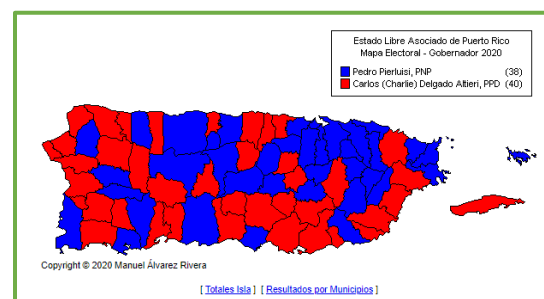 Estado Libre Asociado de Puerto Rico
Mapa Electoral - Gobernador 2020
Pedro Pierluisi, PNP (38)
Carlos (Charlie) Delgado Altieri, PPD (40)
Copyright © 2020 Manuel Álvarez Rivera
[ Totales Isla ] [ Resultados por Municipios ]